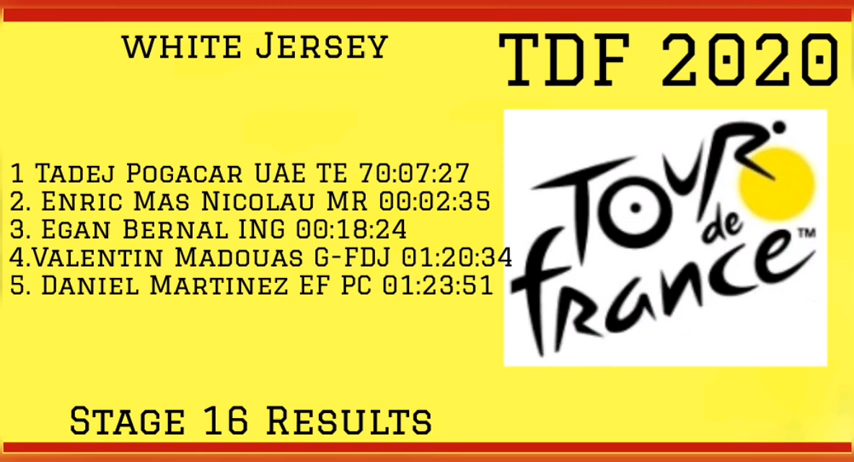 WHITE JERSEY
TDF 2020
1 TADEJ POGACAR UAE TE 70:07:27
2. ENRIC MAS NICOLAU MR 00:02:35
3. EGAN BERNAL ING 00:18:24
4.VALENTIN MADOUAS G-FDJ 01:20:34
5. DANIEL MARTINEZ EF PC 01:23:51
TOUR
de
france™
STAGE 16 RESULTS